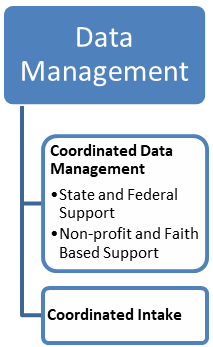 Data
Management
Coordinated Data
Management
•State and Federal
Support
•Non-profit and Faith
Based Support
Coordinated Intake